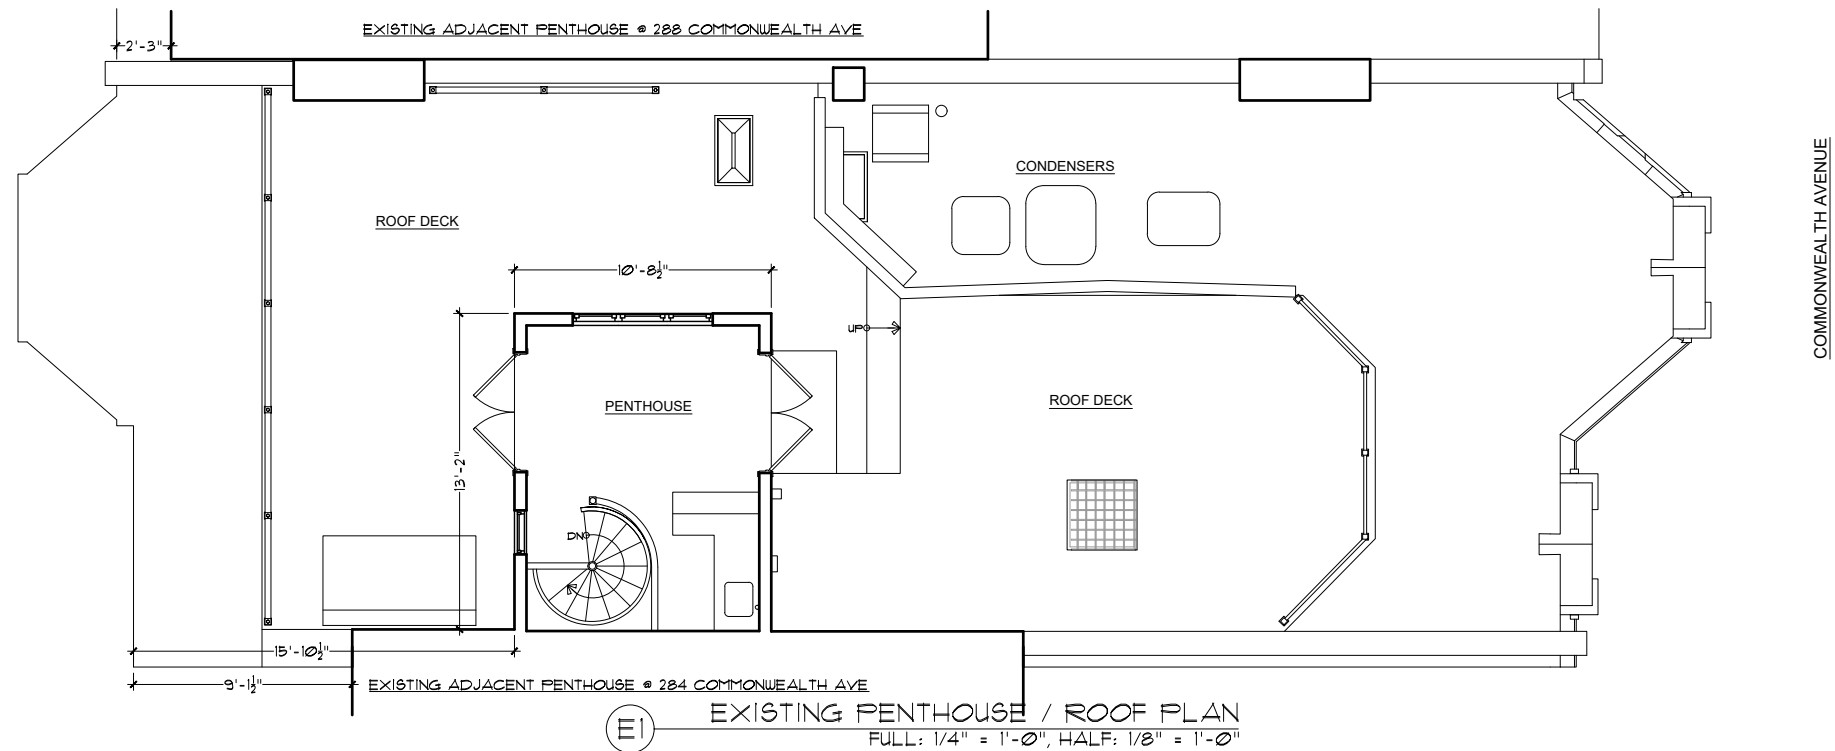 EXISTING ADJACENT PENTHOUSE @ 288 COMMONWEALTH AVE
2'-3"
CONDENSERS
COMMONWEALTH AVENUE
ROOF DECK
10'-8½"
UP
ROOF DECK
PENTHOUSE
13'-2"
DN
15'-10½"
9'-1½"
EXISTING ADJACENT PENTHOUSE @ 284 COMMONWEALTH AVE
E1
EXISTING PENTHOUSE / ROOF PLAN
FULL: 1/4" = 1'-0", HALF: 1/8" = 1'-0"